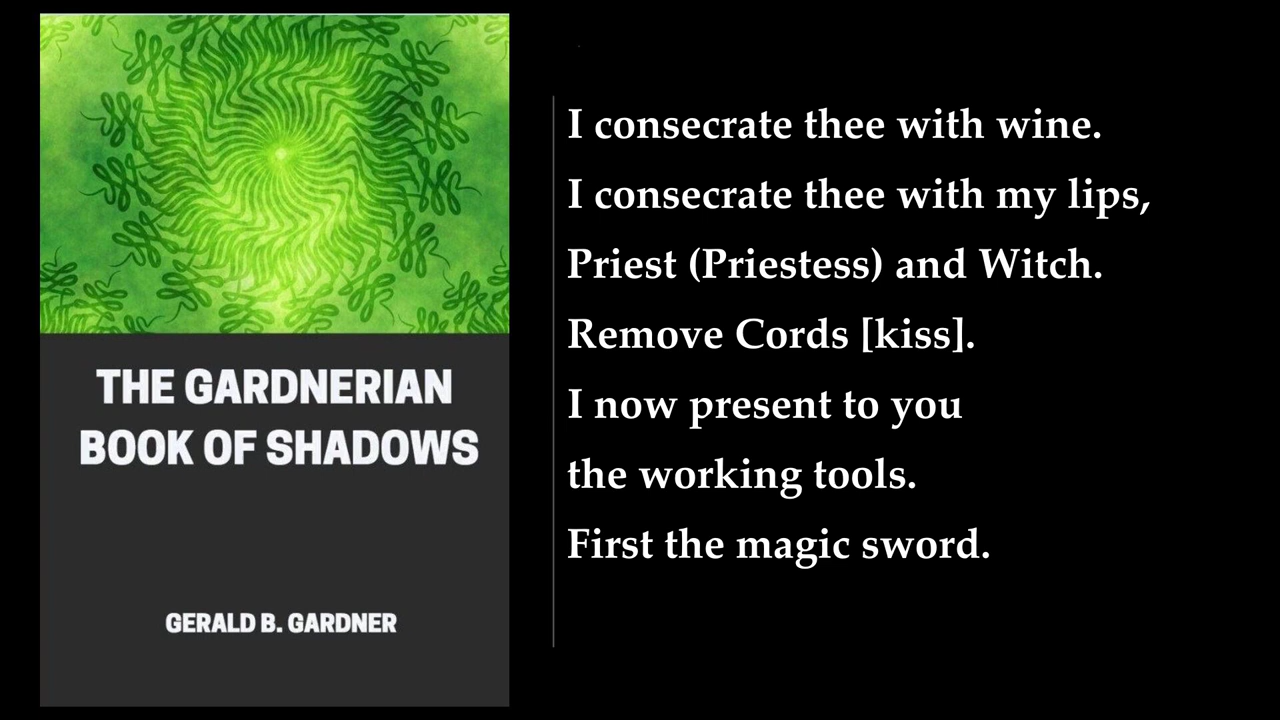 THE GARDNERIAN
BOOK OF SHADOWS
GERALD B. GARDNER
I consecrate thee with wine.
I consecrate thee with my lips,
Priest (Priestess) and Witch.
Remove Cords [kiss].
I now present to you
the working tools.
First the magic sword.